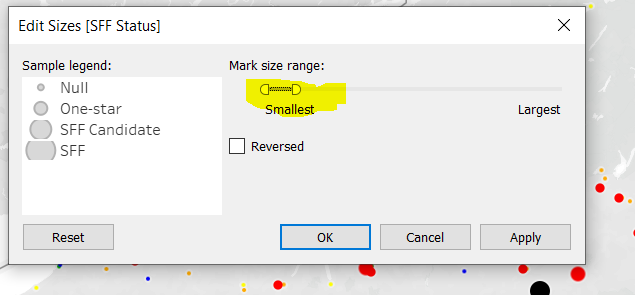 Edit Sizes [SFF Status]
Sample legend:
Null
One-star
SFF Candidate
SFF
Mark size range:
Smallest
Largest
Reversed
Reset
OK
Cancel
Apply